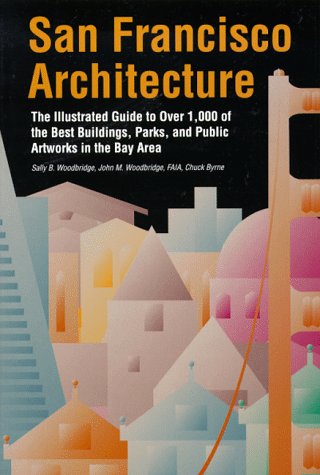 San Francisco
Architecture
The Illustrated Guide to Over 1,000 of
the Best Buildings, Parks, and Public
Artworks in the Bay Area
Sally B. Woodbridge, John M. Woodbridge, FAIA, Chuck Byrne